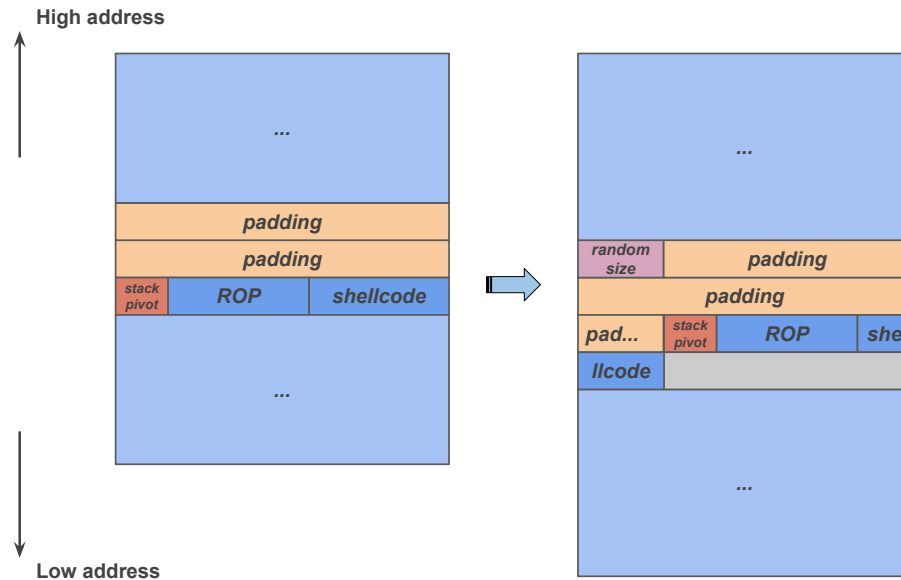 High address
...
padding
padding
stack
pivot
ROP
shellcode
...
Low address
...
random
size
padding
padding
pad...
stack
pivot
ROP
she
llcode
...